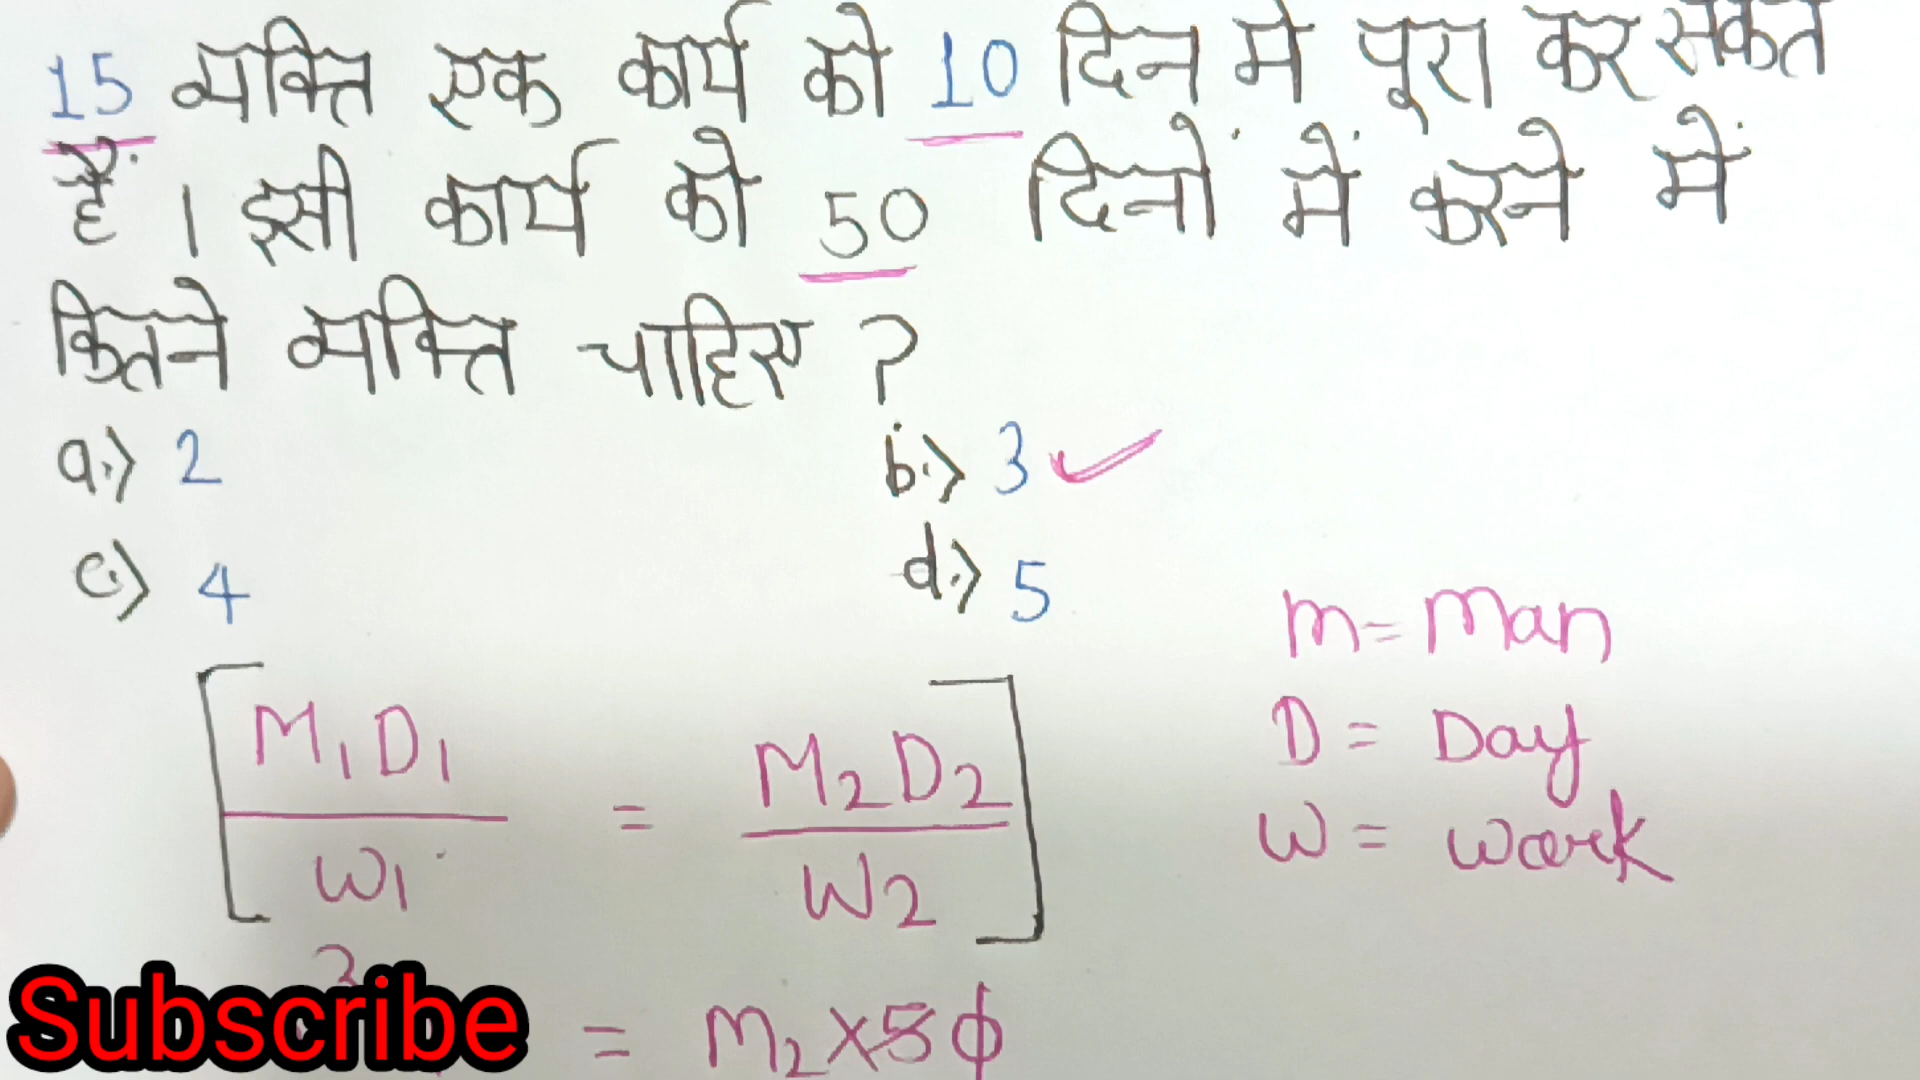 15 व्यक्ति एक कार्य को 10 दिन में पूरा कर सकते
हैं । इसी कार्य को 50 दिनों में करने में
कितने व्यक्ति चाहिए ?
a.) 2 b.) 3 ✓
c.) 4 d.) 5
m = Man
D = Day
W = Work
M₁D₁ / W₁ = M₂D₂ / W₂
3
= M₂ × 50
Subscribe